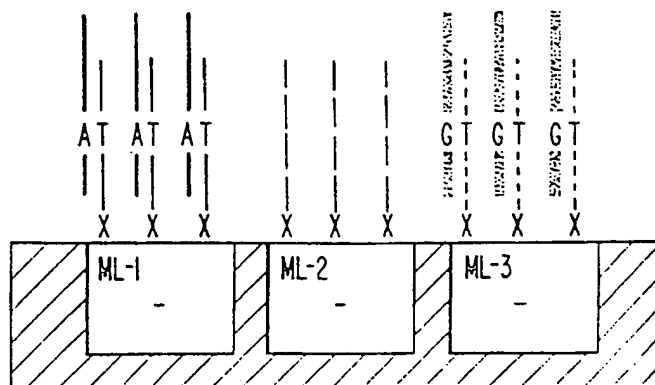 AT AT AT GT GT GT
X X X X X X X X X
ML-1 ML-2 ML-3
- - -